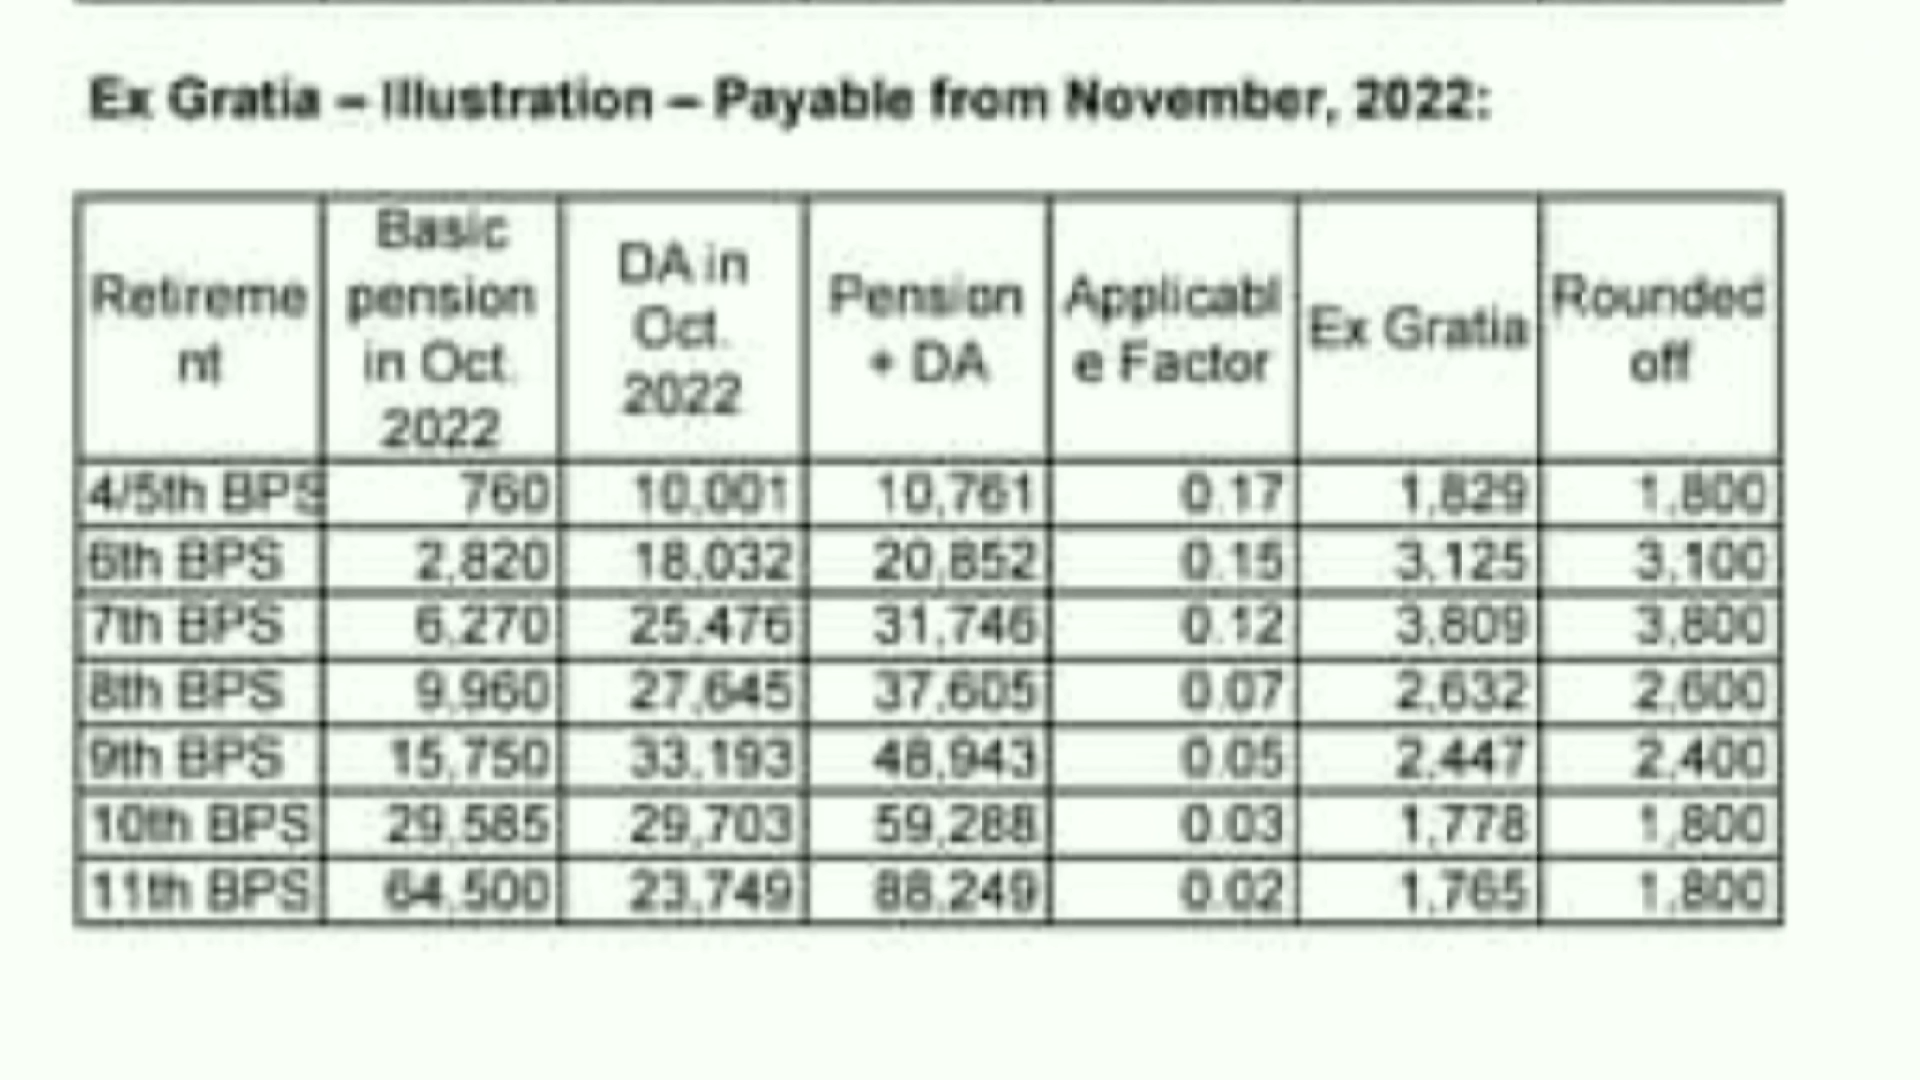 Ex Gratia – Illustration – Payable from November, 2022:
Retireme
nt
Basic
pension
in Oct.
2022
DA in
Oct.
2022
Pension
+ DA
Applicabl
e Factor
Ex Gratia
Rounded
off
4/5th BPS 760 10,001 10,761 0.17 1,829 1,800
6th BPS 2,820 18,032 20,852 0.15 3,125 3,100
7th BPS 6,270 25,476 31,746 0.12 3,809 3,800
8th BPS 9,960 27,645 37,605 0.07 2,632 2,600
9th BPS 15,750 33,193 48,943 0.05 2,447 2,400
10th BPS 29,585 29,703 59,288 0.03 1,778 1,800
11th BPS 64,500 23,749 88,249 0.02 1,765 1,800